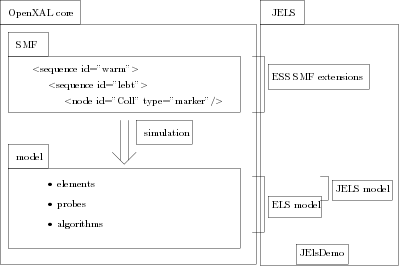 OpenXAL core
JELS
SMF
<sequence id="warm">
<sequence id="lebt">
<node id="Coll" type="marker"/>
ESS SMF extensions
simulation
model
• elements
• probes
• algorithms
JELS model
ELS model
JElsDemo